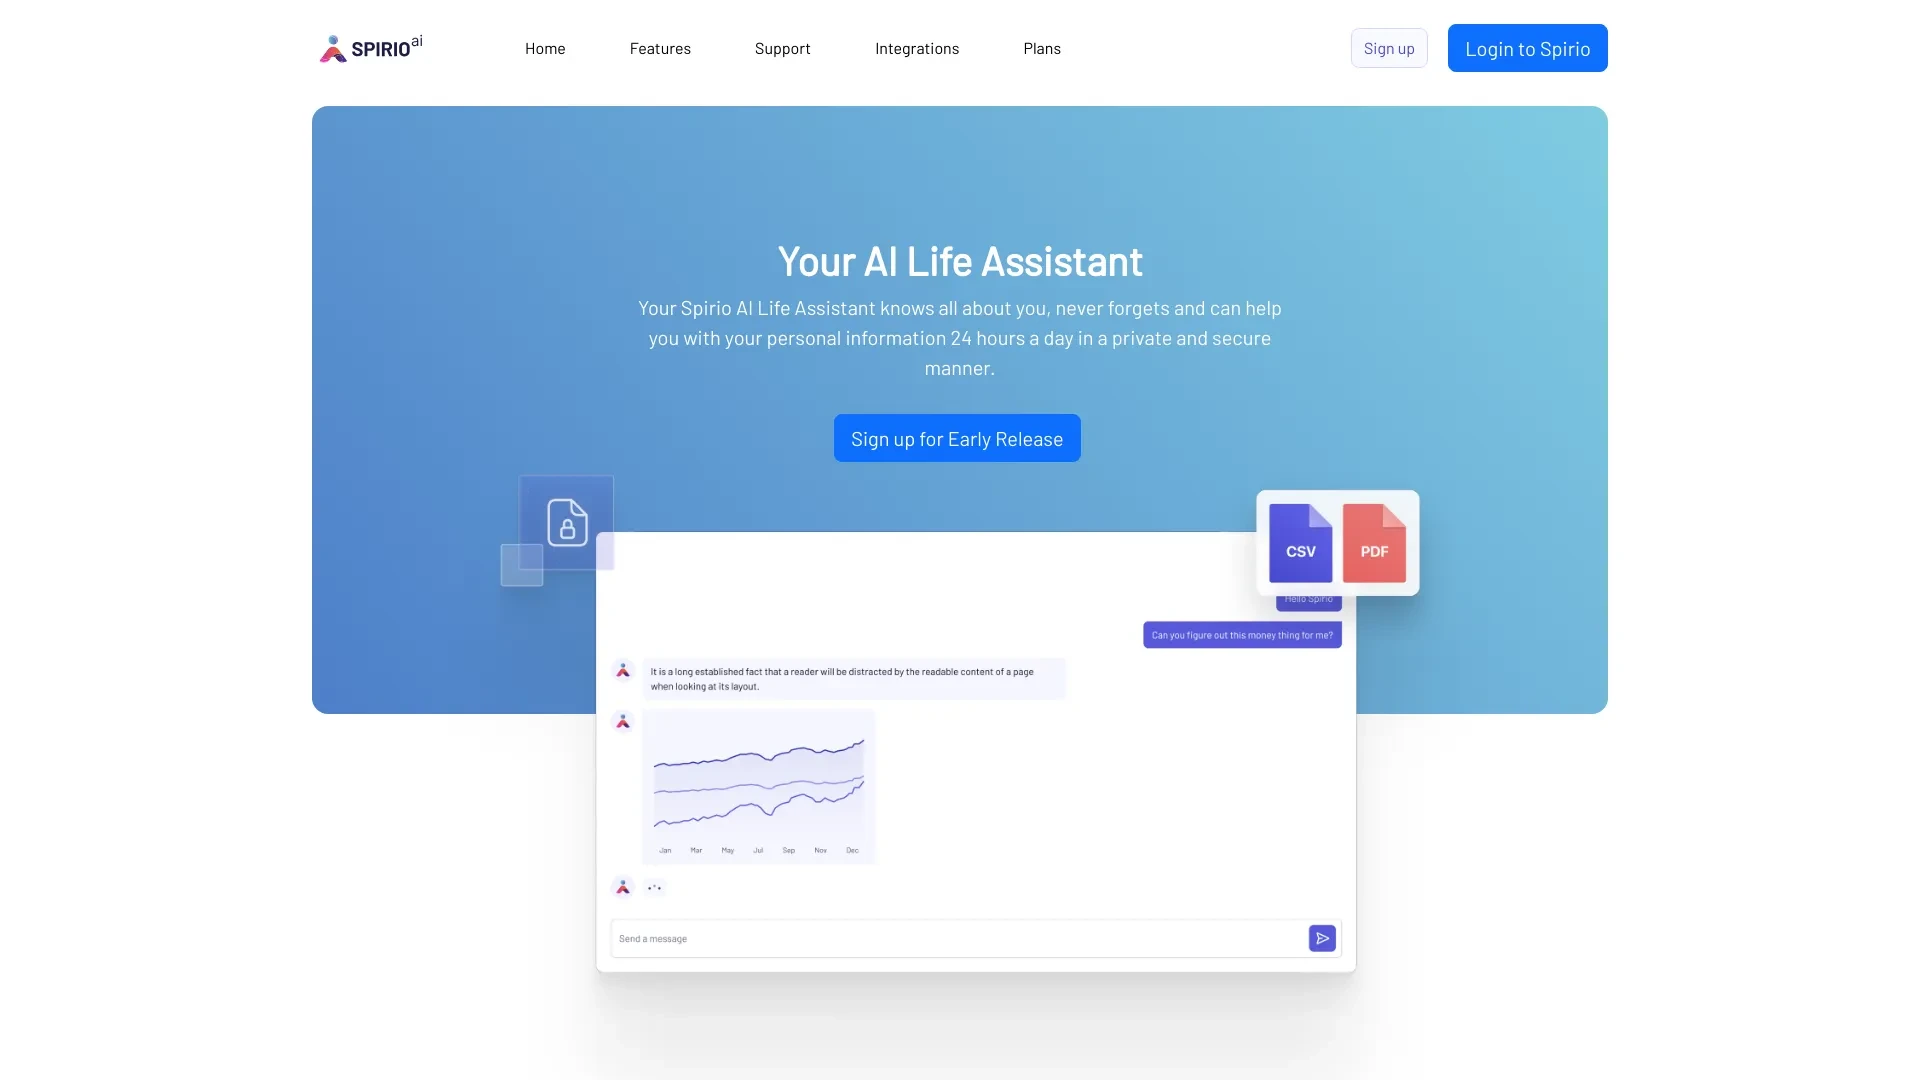 SPIRIO ai
Home
Features
Support
Integrations
Plans
Sign up
Login to Spirio
Your AI Life Assistant
Your Spirio AI Life Assistant knows all about you, never forgets and can help
you with your personal information 24 hours a day in a private and secure
manner.
Sign up for Early Release
CSV
PDF
Hello Spirio
Can you figure out this money thing for me?
It is a long established fact that a reader will be distracted by the readable content of a page
when looking at its layout.
Jan Mar May Jul Sep Nov Dec
Send a message